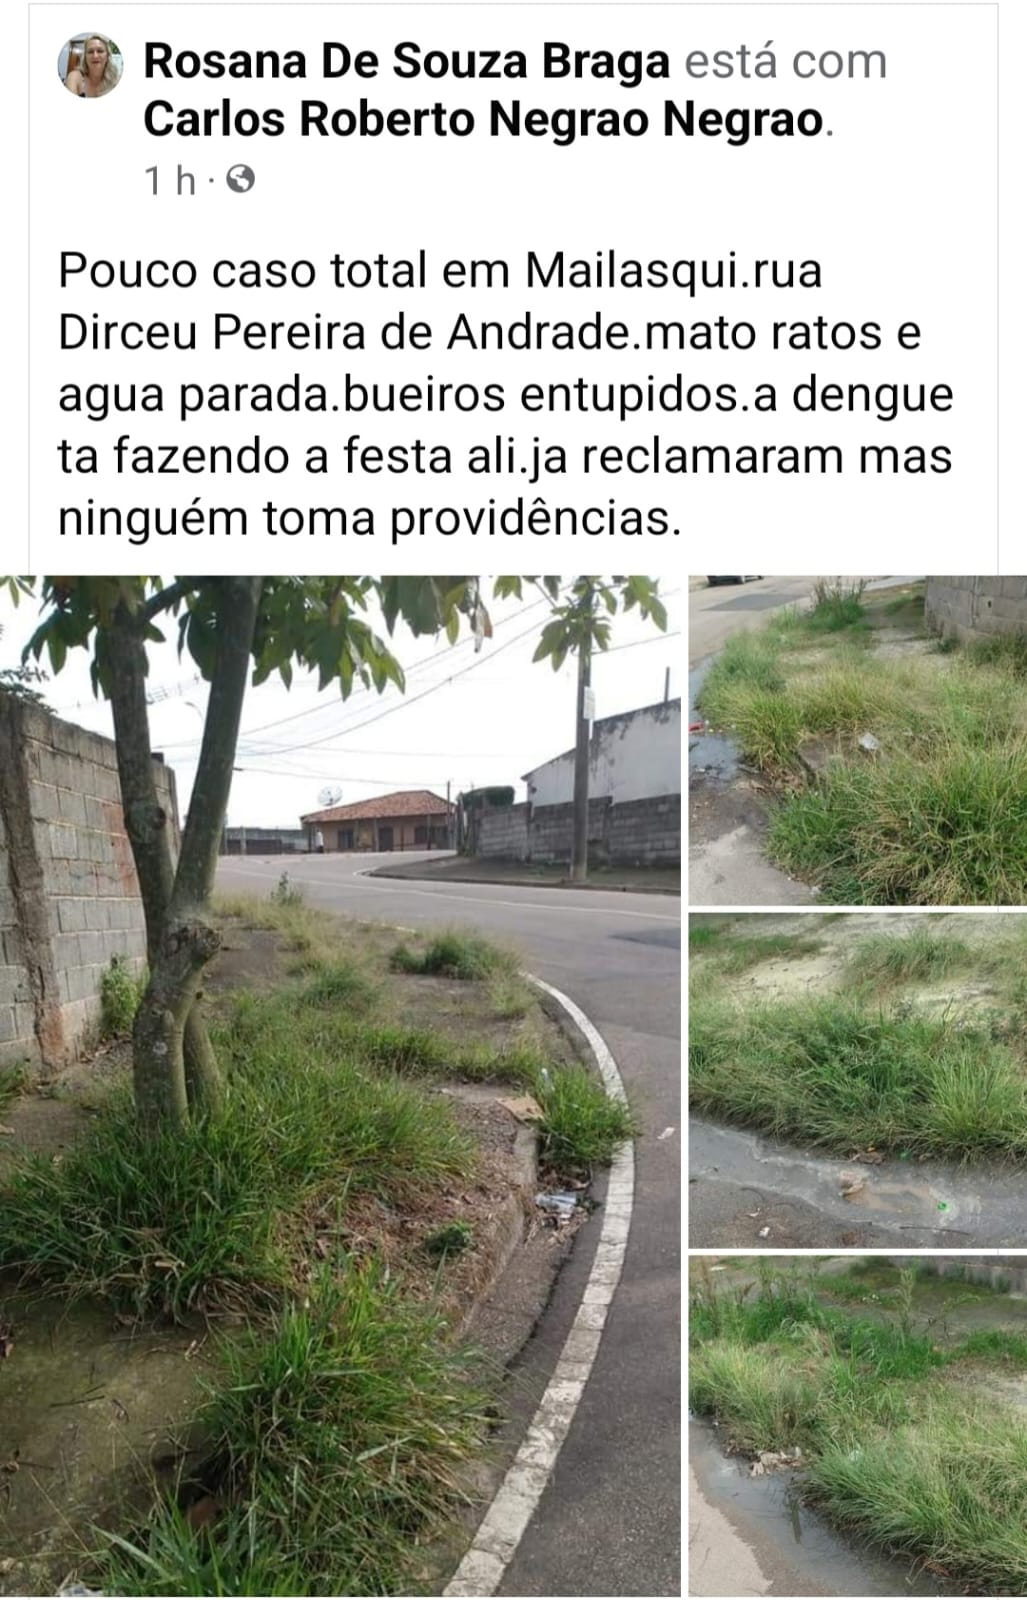 Rosana De Souza Braga está com
Carlos Roberto Negrao Negrao.
1 h ·
Pouco caso total em Mailasqui.rua
Dirceu Pereira de Andrade.mato ratos e
agua parada.bueiros entupidos.a dengue
ta fazendo a festa ali.ja reclamaram mas
ninguém toma providências.